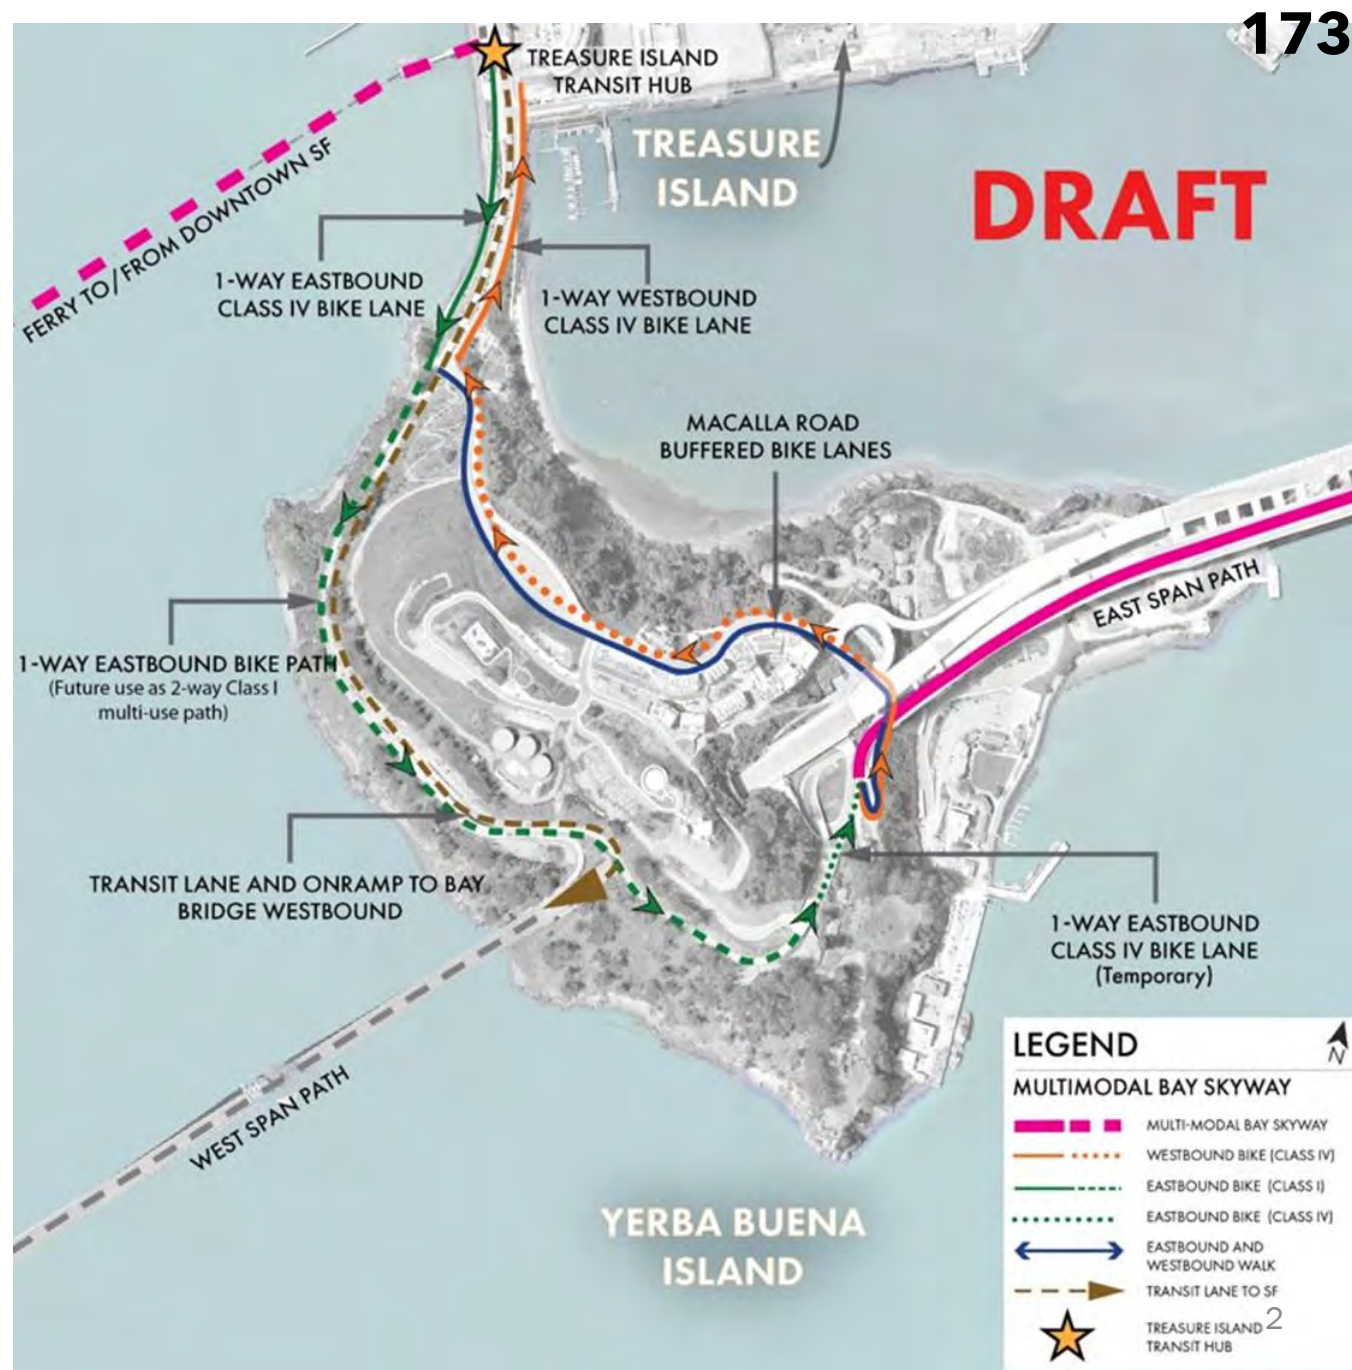 173
TREASURE ISLAND
TRANSIT HUB
TREASURE
ISLAND
DRAFT
FERRY TO/FROM DOWNTOWN SF
1-WAY EASTBOUND
CLASS IV BIKE LANE
1-WAY WESTBOUND
CLASS IV BIKE LANE
MACALLA ROAD
BUFFERED BIKE LANES
EAST SPAN PATH
1-WAY EASTBOUND BIKE PATH
(Future use as 2-way Class I
multi-use path)
TRANSIT LANE AND ONRAMP TO BAY
BRIDGE WESTBOUND
1-WAY EASTBOUND
CLASS IV BIKE LANE
(Temporary)
WEST SPAN PATH
YERBA BUENA
ISLAND
LEGEND
N
MULTIMODAL BAY SKYWAY
MULTI-MODAL BAY SKYWAY
WESTBOUND BIKE (CLASS IV)
EASTBOUND BIKE (CLASS I)
EASTBOUND BIKE (CLASS IV)
EASTBOUND AND
WESTBOUND WALK
TRANSIT LANE TO SF
TREASURE ISLAND
TRANSIT HUB
2